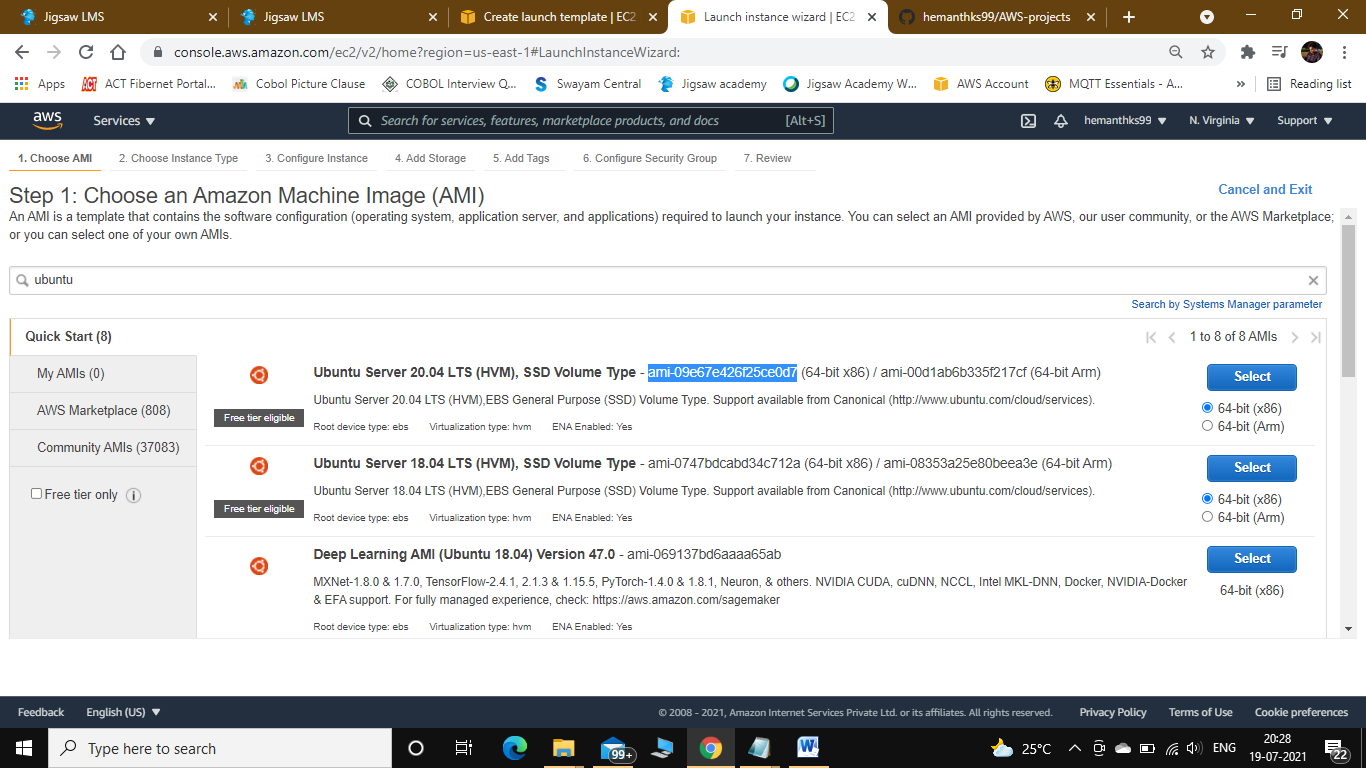 Jigsaw LMS
Jigsaw LMS
Create launch template | EC2
Launch instance wizard | EC2
hemanthks99/AWS-projects
console.aws.amazon.com/ec2/v2/home?region=us-east-1#LaunchInstanceWizard:
Apps
ACT Fibernet Portal...
Cobol Picture Clause
COBOL Interview Q...
Swayam Central
Jigsaw academy
Jigsaw Academy W...
AWS Account
MQTT Essentials - A...
»
Reading list
aws
Services
Search for services, features, marketplace products, and docs
[Alt+S]
hemanthks99
N. Virginia
Support
1. Choose AMI
2. Choose Instance Type
3. Configure Instance
4. Add Storage
5. Add Tags
6. Configure Security Group
7. Review
Step 1: Choose an Amazon Machine Image (AMI)
Cancel and Exit
An AMI is a template that contains the software configuration (operating system, application server, and applications) required to launch your instance. You can select an AMI provided by AWS, our user community, or the AWS Marketplace;
or you can select one of your own AMIs.
ubuntu
Search by Systems Manager parameter
Quick Start (8)
1 to 8 of 8 AMIs
My AMIs (0)
AWS Marketplace (808)
Community AMIs (37083)
Free tier only
Ubuntu Server 20.04 LTS (HVM), SSD Volume Type - ami-09e67e426f25ce0d7 (64-bit x86) / ami-00d1ab6b335f217cf (64-bit Arm)
Free tier eligible
Ubuntu Server 20.04 LTS (HVM),EBS General Purpose (SSD) Volume Type. Support available from Canonical (http://www.ubuntu.com/cloud/services).
Root device type: ebs
Virtualization type: hvm
ENA Enabled: Yes
Select
64-bit (x86)
64-bit (Arm)
Ubuntu Server 18.04 LTS (HVM), SSD Volume Type - ami-0747bdcabd34c712a (64-bit x86) / ami-08353a25e80beea3e (64-bit Arm)
Free tier eligible
Ubuntu Server 18.04 LTS (HVM),EBS General Purpose (SSD) Volume Type. Support available from Canonical (http://www.ubuntu.com/cloud/services).
Root device type: ebs
Virtualization type: hvm
ENA Enabled: Yes
Select
64-bit (x86)
64-bit (Arm)
Deep Learning AMI (Ubuntu 18.04) Version 47.0 - ami-069137bd6aaaa65ab
MXNet-1.8.0 & 1.7.0, TensorFlow-2.4.1, 2.1.3 & 1.15.5, PyTorch-1.4.0 & 1.8.1, Neuron, & others. NVIDIA CUDA, cuDNN, NCCL, Intel MKL-DNN, Docker, NVIDIA-Docker
& EFA support. For fully managed experience, check: https://aws.amazon.com/sagemaker
Root device type: ebs
Virtualization type: hvm
ENA Enabled: Yes
Select
64-bit (x86)
Feedback
English (US)
© 2008 - 2021, Amazon Internet Services Private Ltd. or its affiliates. All rights reserved.
Privacy Policy
Terms of Use
Cookie preferences
Type here to search
99+
25°C
ENG
20:28
19-07-2021
22